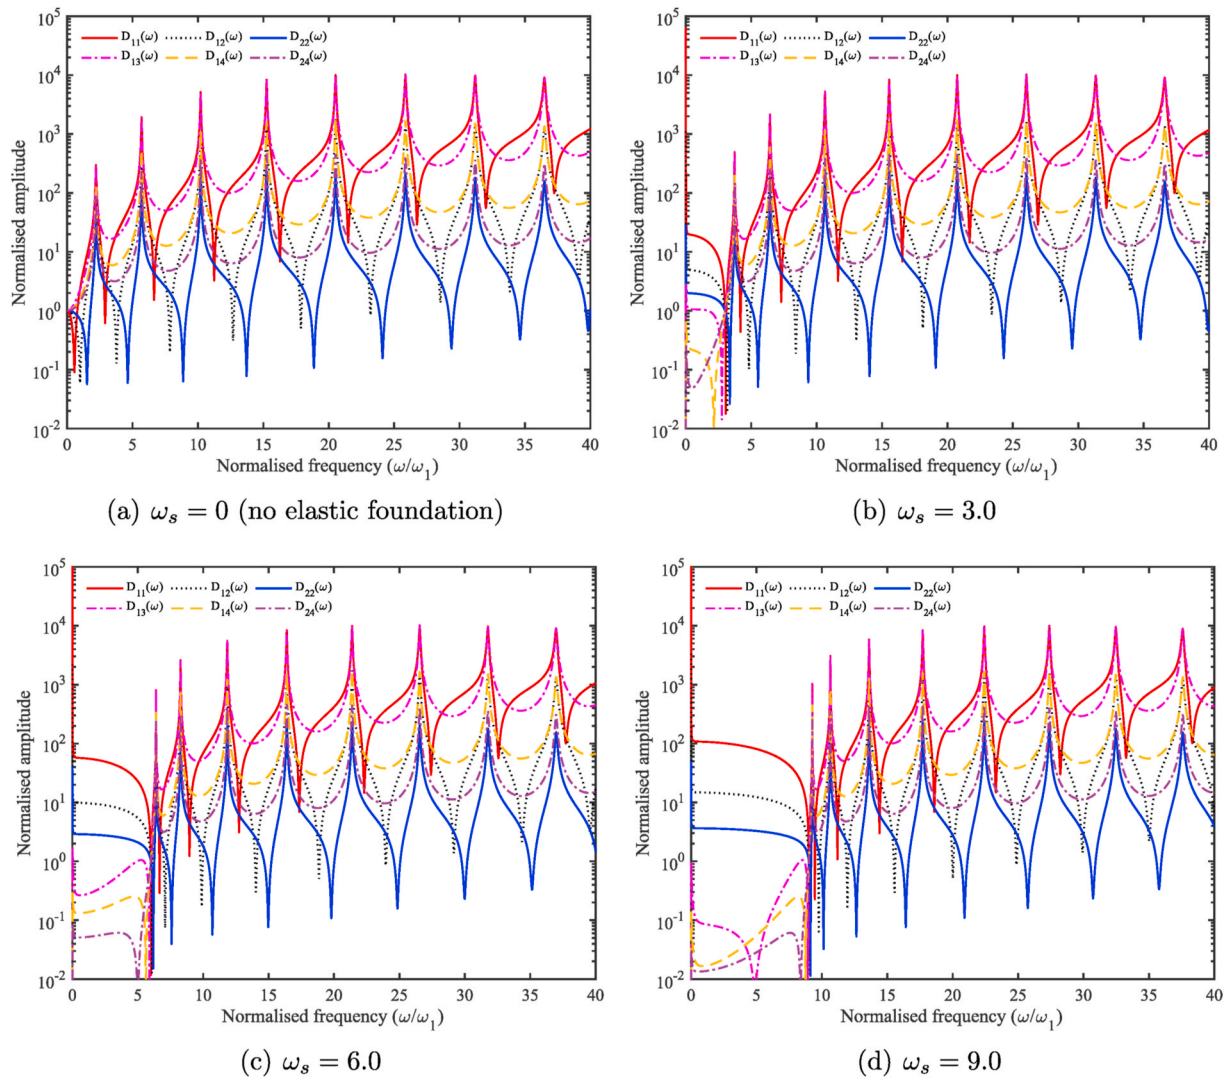 10^5
10^4
10^3
10^2
10^1
10^0
10^-1
10^-2
Normalised amplitude
D11(ω) D12(ω) D22(ω)
D13(ω) D14(ω) D24(ω)
0 5 10 15 20 25 30 35 40
Normalised frequency (ω/ω1)
(a) ωs = 0 (no elastic foundation)
10^5
10^4
10^3
10^2
10^1
10^0
10^-1
10^-2
Normalised amplitude
D11(ω) D12(ω) D22(ω)
D13(ω) D14(ω) D24(ω)
0 5 10 15 20 25 30 35 40
Normalised frequency (ω/ω1)
(b) ωs = 3.0
10^5
10^4
10^3
10^2
10^1
10^0
10^-1
10^-2
Normalised amplitude
D11(ω) D12(ω) D22(ω)
D13(ω) D14(ω) D24(ω)
0 5 10 15 20 25 30 35 40
Normalised frequency (ω/ω1)
(c) ωs = 6.0
10^5
10^4
10^3
10^2
10^1
10^0
10^-1
10^-2
Normalised amplitude
D11(ω) D12(ω) D22(ω)
D13(ω) D14(ω) D24(ω)
0 5 10 15 20 25 30 35 40
Normalised frequency (ω/ω1)
(d) ωs = 9.0